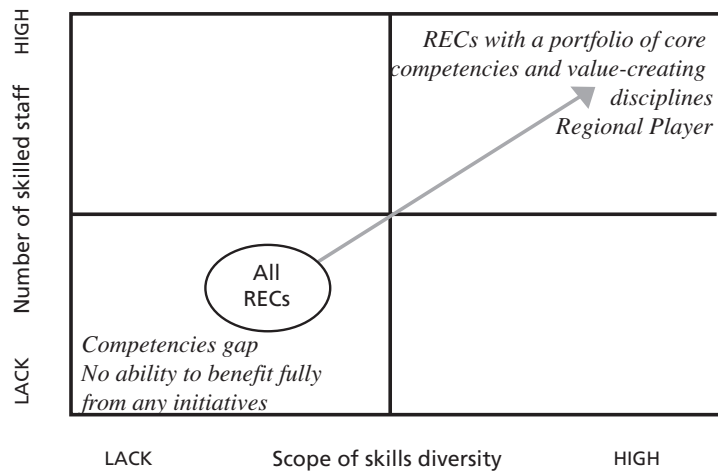 HIGH
Number of skilled staff
LACK
RECs with a portfolio of core
competencies and value-creating
disciplines
Regional Player
All
RECs
Competencies gap
No ability to benefit fully
from any initiatives
LACK
Scope of skills diversity
HIGH